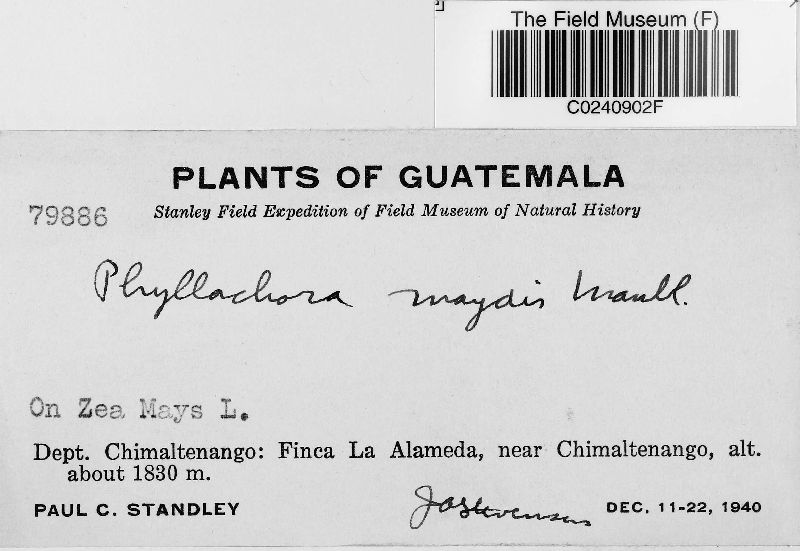 The Field Museum (F)
C0240902F
PLANTS OF GUATEMALA
79886
Stanley Field Expedition of Field Museum of Natural History
Phyllachora maydis Maubl.
On Zea Mays L.
Dept. Chimaltenango: Finca La Alameda, near Chimaltenango, alt.
about 1830 m.
PAUL C. STANDLEY
JAStevenson
DEC. 11-22, 1940